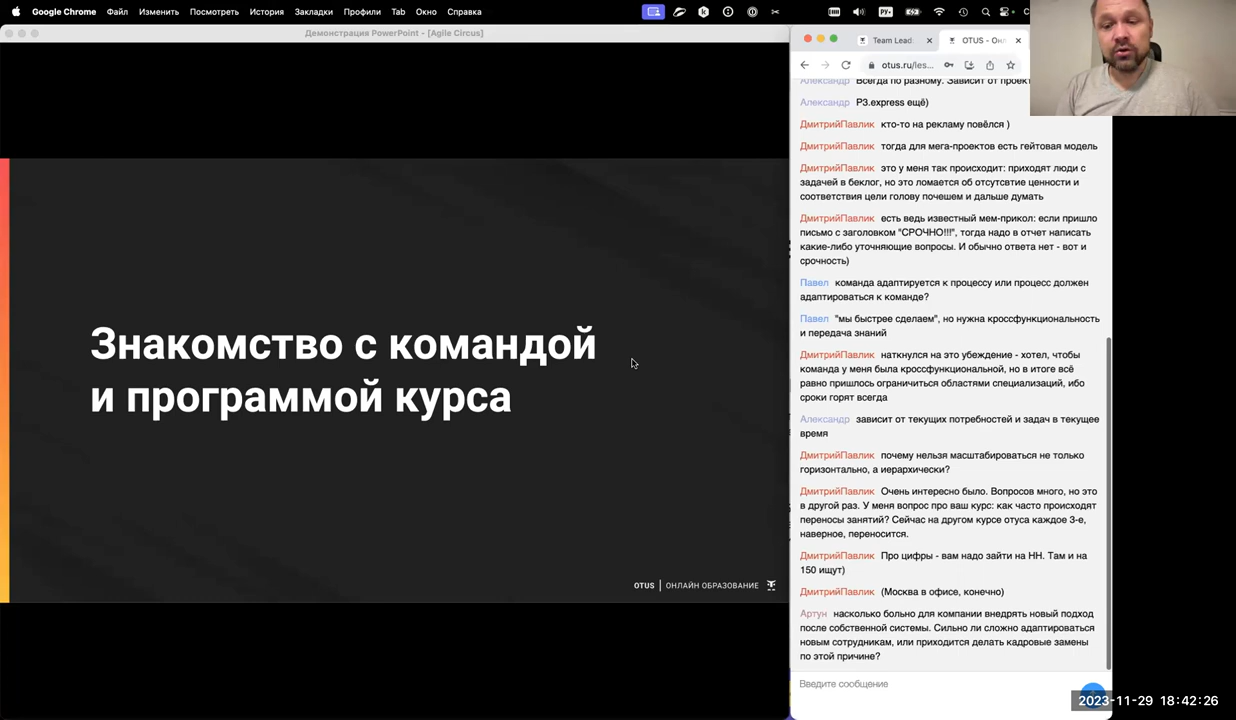 Google Chrome Файл Изменить Посмотреть История Закладки Профили Tab Окно Справка
Демонстрация PowerPoint - [Agile Circus]
Знакомство с командой
и программой курса
OTUS | ОНЛАЙН ОБРАЗОВАНИЕ
Team Lead
OTUS - Онл
otus.ru/les...
Александр Всегда по разному. Зависит от проект
Александр P3.express ещё)
ДмитрийПавлик кто-то на рекламу повёлся )
ДмитрийПавлик тогда для мега-проектов есть гейтовая модель
ДмитрийПавлик это у меня так происходит: приходят люди с
задачей в беклог, но это ломается об отсутсвтие ценности и
соответствия цели голову почешем и дальше думать
ДмитрийПавлик есть ведь известный мем-прикол: если пришло
письмо с заголовком "СРОЧНО!!!", тогда надо в отчет написать
какие-либо уточняющие вопросы. И обычно ответа нет - вот и
срочность)
Павел команда адаптируется к процессу или процесс должен
адаптироваться к команде?
Павел "мы быстрее сделаем", но нужна кроссфункциональность
и передача знаний
ДмитрийПавлик наткнулся на это убеждение - хотел, чтобы
команда у меня была кроссфункциональной, но в итоге всё
равно пришлось ограничиться областями специализаций, ибо
сроки горят всегда
Александр зависит от текущих потребностей и задач в текущее
время
ДмитрийПавлик почему нельзя масштабироваться не только
горизонтально, а иерархически?
ДмитрийПавлик Очень интересно было. Вопросов много, но это
в другой раз. У меня вопрос про ваш курс: как часто происходят
переносы занятий? Сейчас на другом курсе отуса каждое 3-е,
наверное, переносится.
ДмитрийПавлик Про цифры - вам надо зайти на HH. Там и на
150 ищут)
ДмитрийПавлик (Москва в офисе, конечно)
Артун насколько больно для компании внедрять новый подход
после собственной системы. Сильно ли сложно адаптироваться
новым сотрудникам, или приходится делать кадровые замены
по этой причине?
Введите сообщение
2023-11-29 18:42:26